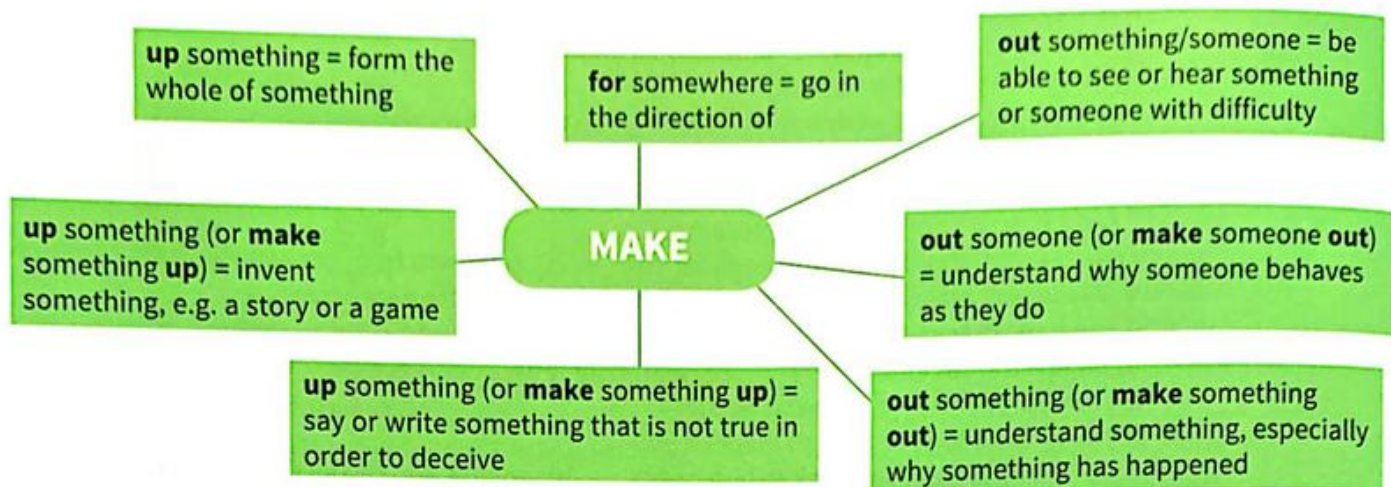 up something = form the
whole of something
for somewhere = go in
the direction of
out something/someone = be
able to see or hear something
or someone with difficulty
up something (or make
something up) = invent
something, e.g. a story or a game
MAKE
out someone (or make someone out)
= understand why someone behaves
as they do
up something (or make something up) =
say or write something that is not true in
order to deceive
out something (or make something
out) = understand something, especially
why something has happened